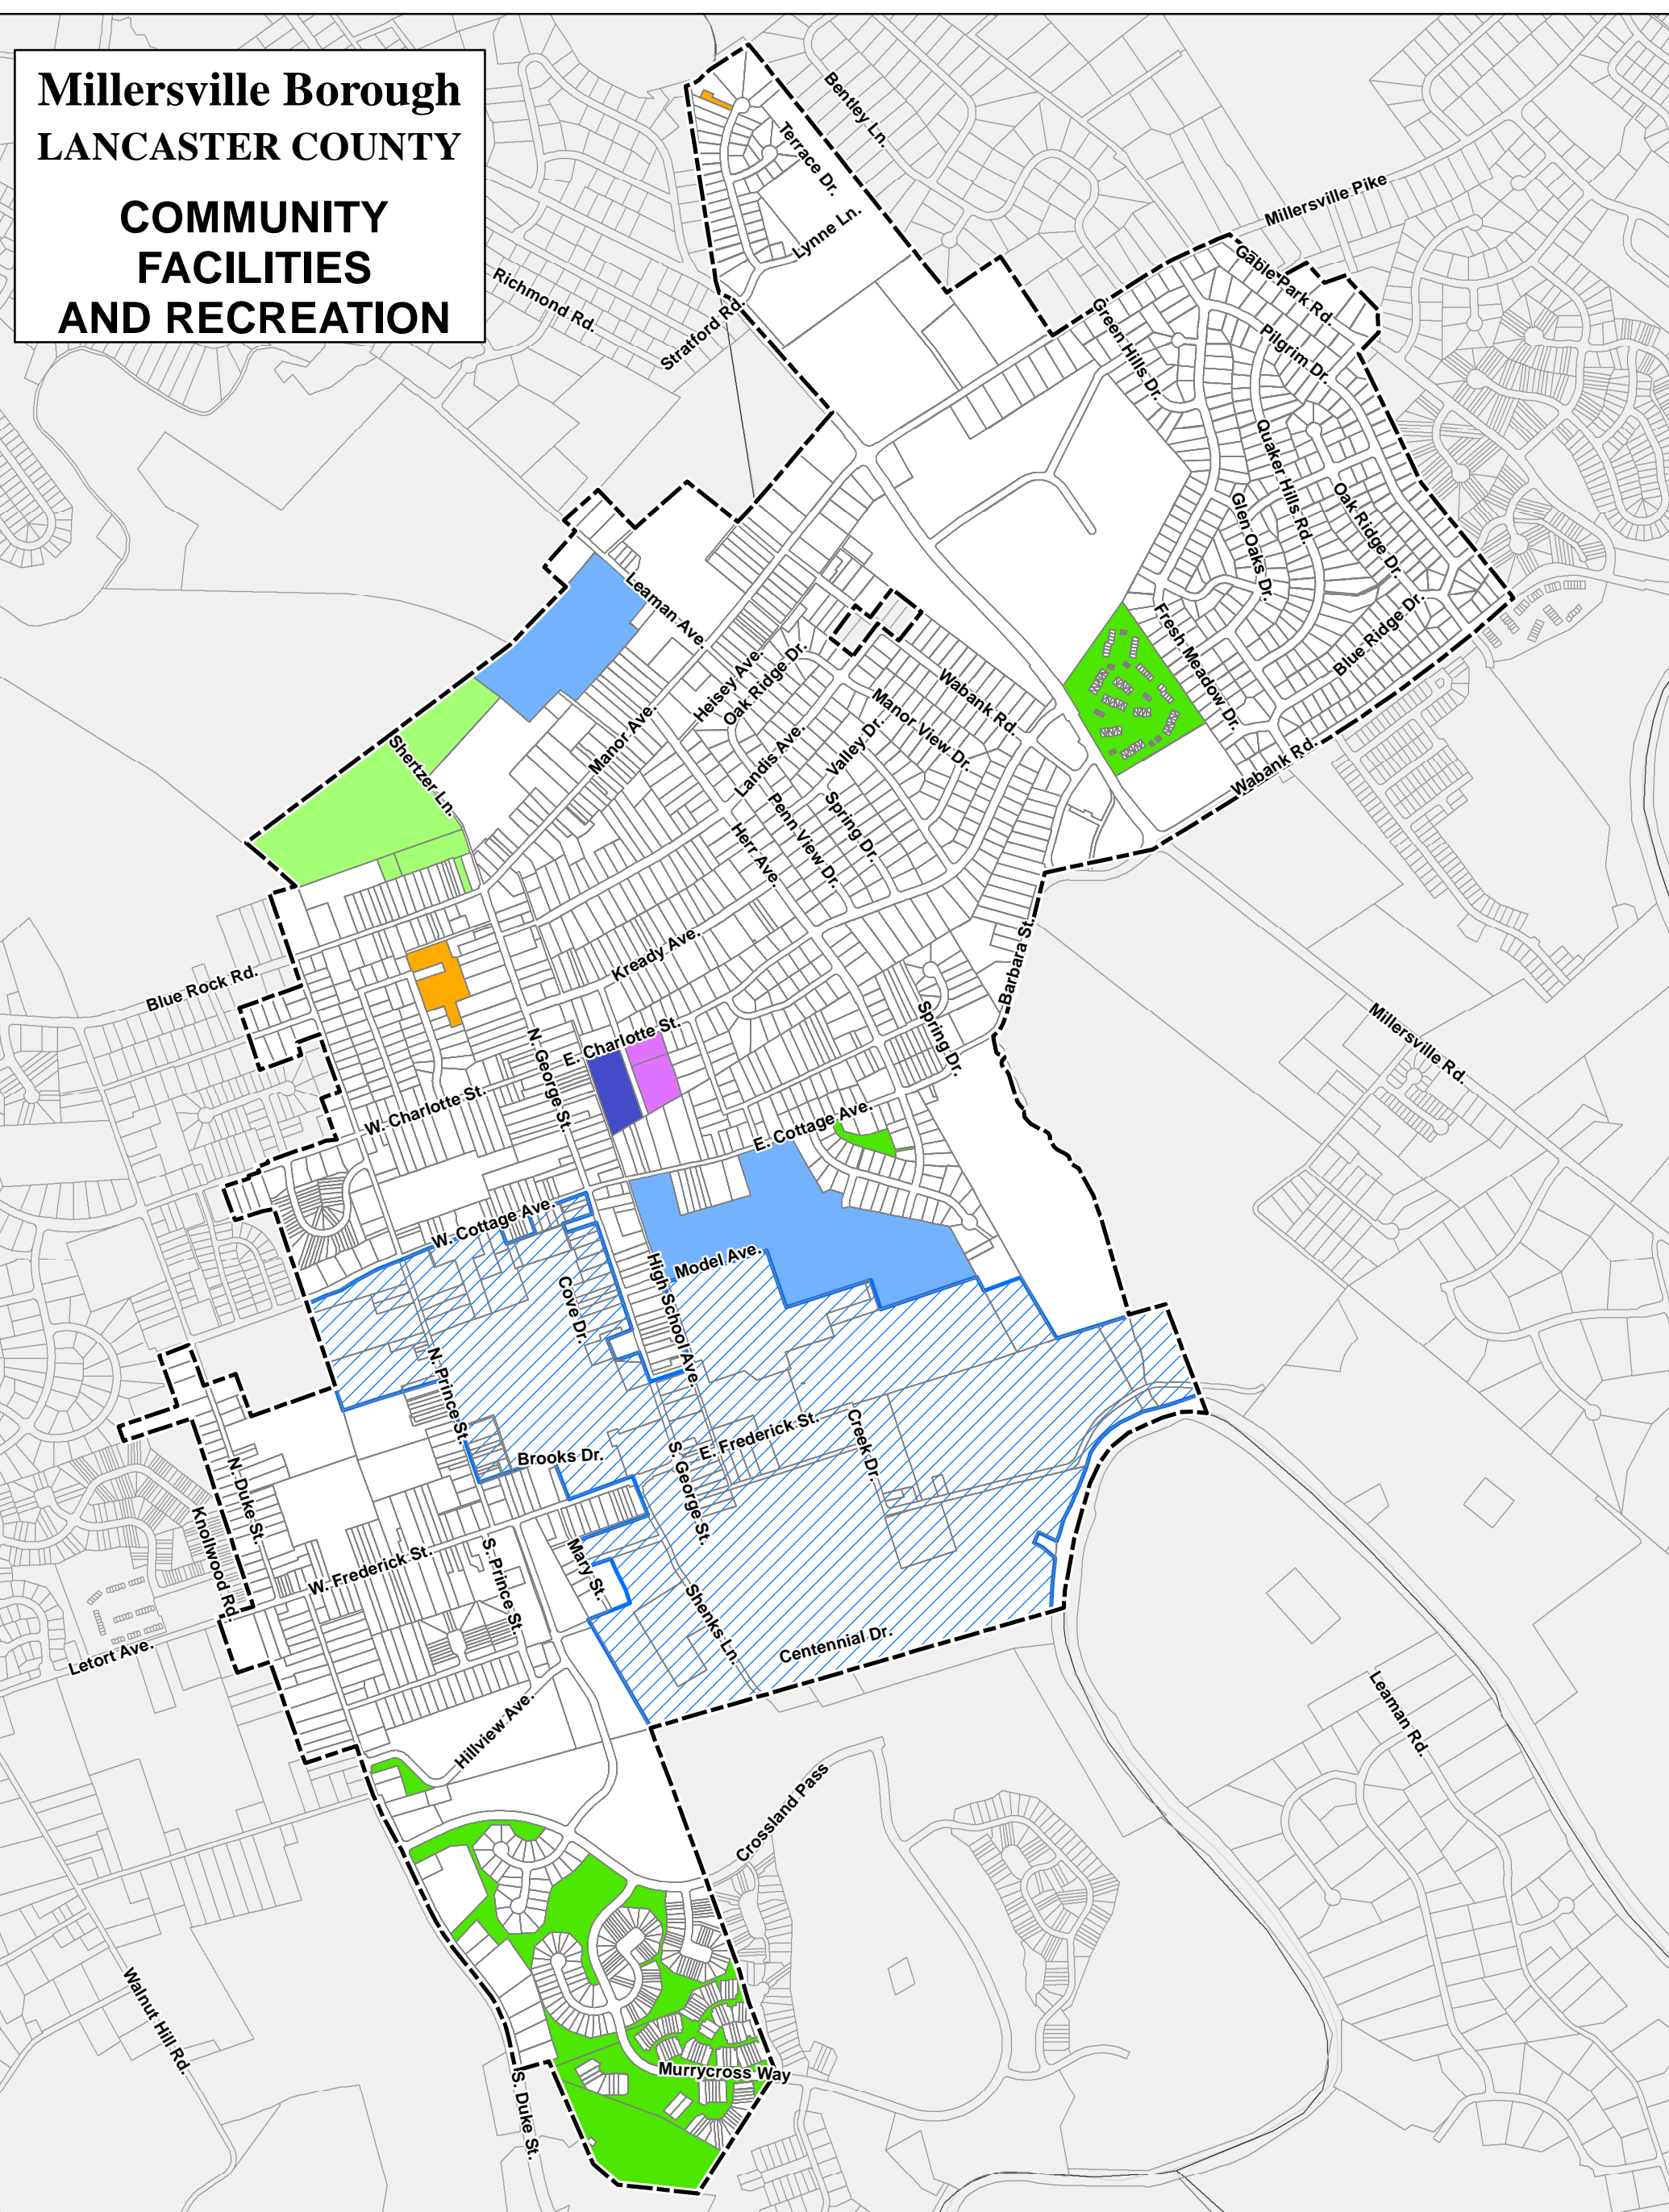 Millersville Borough
LANCASTER COUNTY
COMMUNITY
FACILITIES
AND RECREATION
Bentley Ln.
Terrace Dr.
Lynne Ln.
Millersville Pike
Gable Park Rd.
Richmond Rd.
Stratford Rd.
Green Hills Dr.
Pilgrim Dr.
Quaker Hills Rd.
Oak Ridge Dr.
Glen Oaks Dr.
Leaman Ave.
Fresh Meadow Dr.
Blue Ridge Dr.
Heisey Ave.
Oak Ridge Dr.
Wabank Rd.
Manor View Dr.
Manor Ave.
Landis Ave.
Valley Dr.
Shertzer Ln.
Wabank Rd.
Penn View Dr.
Spring Dr.
Herr Ave.
Kready Ave.
Barbara St.
Blue Rock Rd.
Millersville Rd.
N. George St.
E. Charlotte St.
Spring Dr.
W. Charlotte St.
E. Cottage Ave.
W. Cottage Ave.
Model Ave.
Cove Dr.
High School Ave.
N. Prince St.
E. Frederick St.
Creek Dr.
Brooks Dr.
S. George St.
N. Duke St.
Knollwood Rd.
W. Frederick St.
S. Prince St.
Mary St.
Shenks Ln.
Centennial Dr.
Letort Ave.
Hillview Ave.
Leaman Rd.
Crossland Pass
Walnut Hill Rd.
Murrycross Way
S. Duke St.